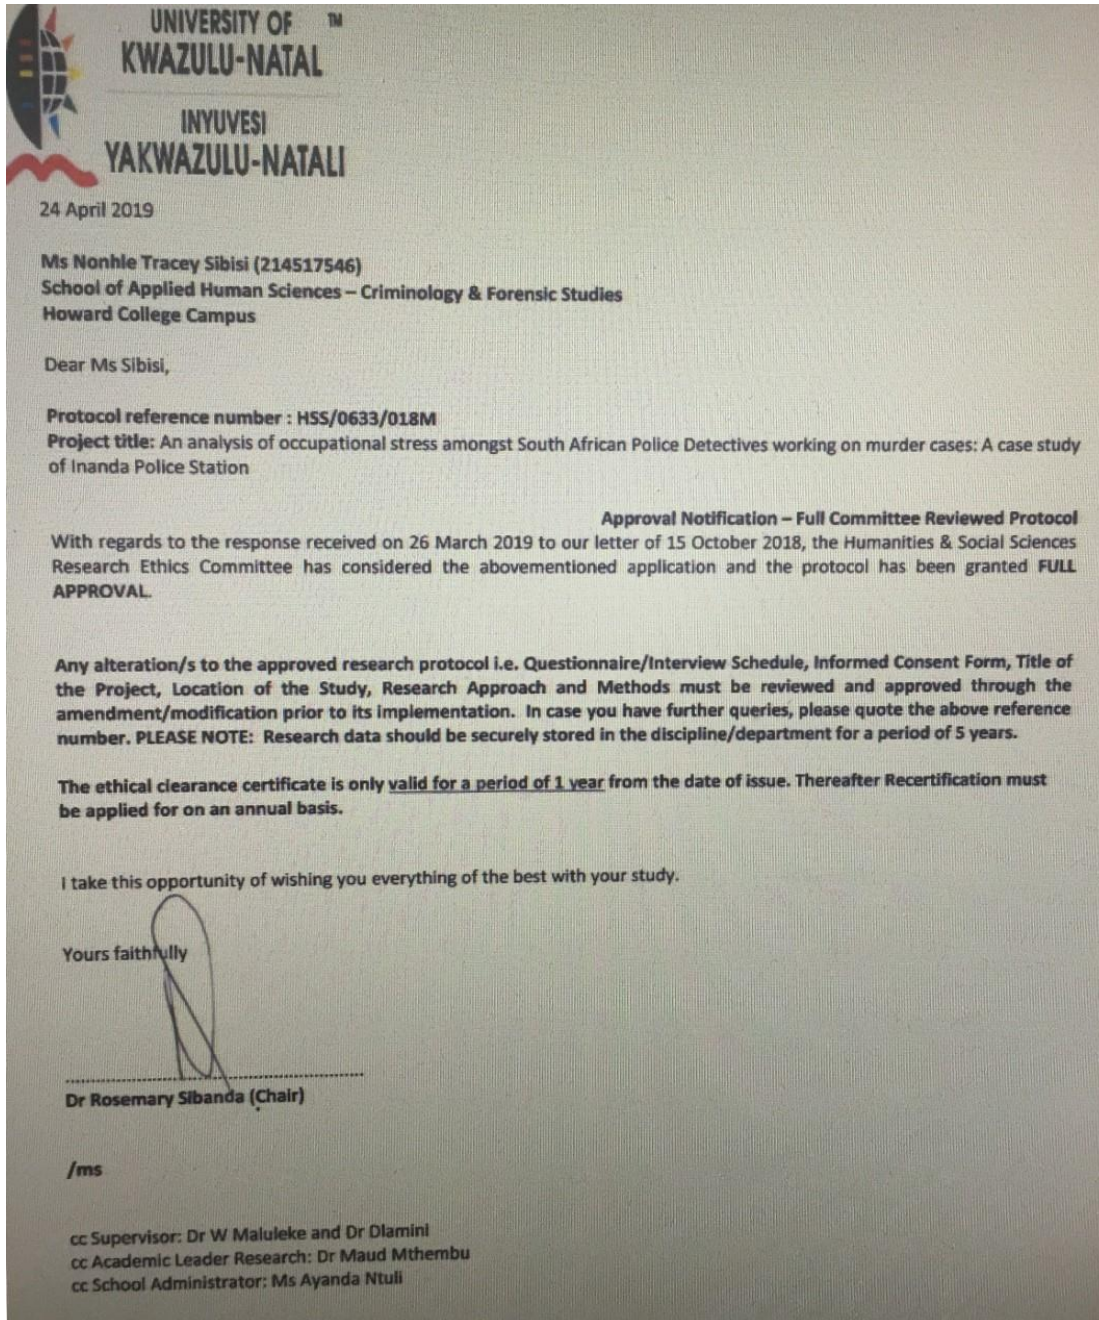 UNIVERSITY OF TM
KWAZULU-NATAL
INYUVESI
YAKWAZULU-NATALI
24 April 2019
Ms Nonhle Tracey Sibisi (214517546)
School of Applied Human Sciences – Criminology & Forensic Studies
Howard College Campus
Dear Ms Sibisi,
Protocol reference number : HSS/0633/018M
Project title: An analysis of occupational stress amongst South African Police Detectives working on murder cases: A case study
of Inanda Police Station
Approval Notification – Full Committee Reviewed Protocol
With regards to the response received on 26 March 2019 to our letter of 15 October 2018, the Humanities & Social Sciences
Research Ethics Committee has considered the abovementioned application and the protocol has been granted FULL
APPROVAL.
Any alteration/s to the approved research protocol i.e. Questionnaire/Interview Schedule, Informed Consent Form, Title of
the Project, Location of the Study, Research Approach and Methods must be reviewed and approved through the
amendment/modification prior to its implementation. In case you have further queries, please quote the above reference
number. PLEASE NOTE: Research data should be securely stored in the discipline/department for a period of 5 years.
The ethical clearance certificate is only valid for a period of 1 year from the date of issue. Thereafter Recertification must
be applied for on an annual basis.
I take this opportunity of wishing you everything of the best with your study.
Yours faithfully
Dr Rosemary Sibanda (Chair)
/ms
cc Supervisor: Dr W Maluleke and Dr Dlamini
cc Academic Leader Research: Dr Maud Mthembu
cc School Administrator: Ms Ayanda Ntuli